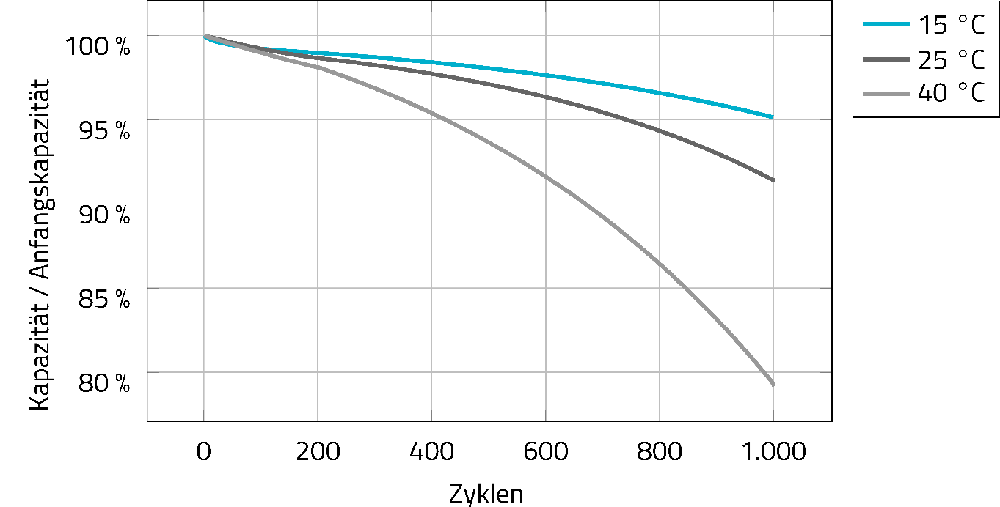 15 °C
25 °C
40 °C
Kapazität / Anfangskapazität
100 %
95 %
90 %
85 %
80 %
0 200 400 600 800 1.000
Zyklen